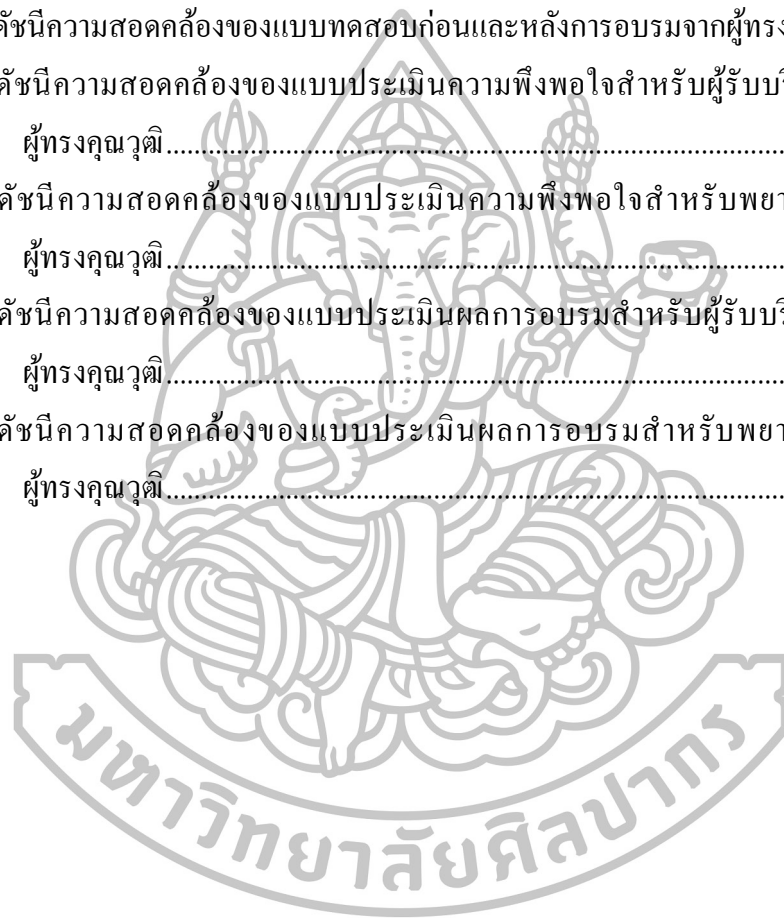 ดัชนีความสอดคล้องของแบบทดสอบก่อนและหลังการอบรมจากผู้ทรง
ดัชนีความสอดคล้องของแบบประเมินความพึงพอใจสำหรับผู้รับบริ
ผู้ทรงคุณวุฒิ
ดัชนีความสอดคล้องของแบบประเมินความพึงพอใจสำหรับพยา
ผู้ทรงคุณวุฒิ
ดัชนีความสอดคล้องของแบบประเมินผลการอบรมสำหรับผู้รับบริ
ผู้ทรงคุณวุฒิ
ดัชนีความสอดคล้องของแบบประเมินผลการอบรมสำหรับพยา
ผู้ทรงคุณวุฒิ
มหาวิทยาลัยศิลปากร